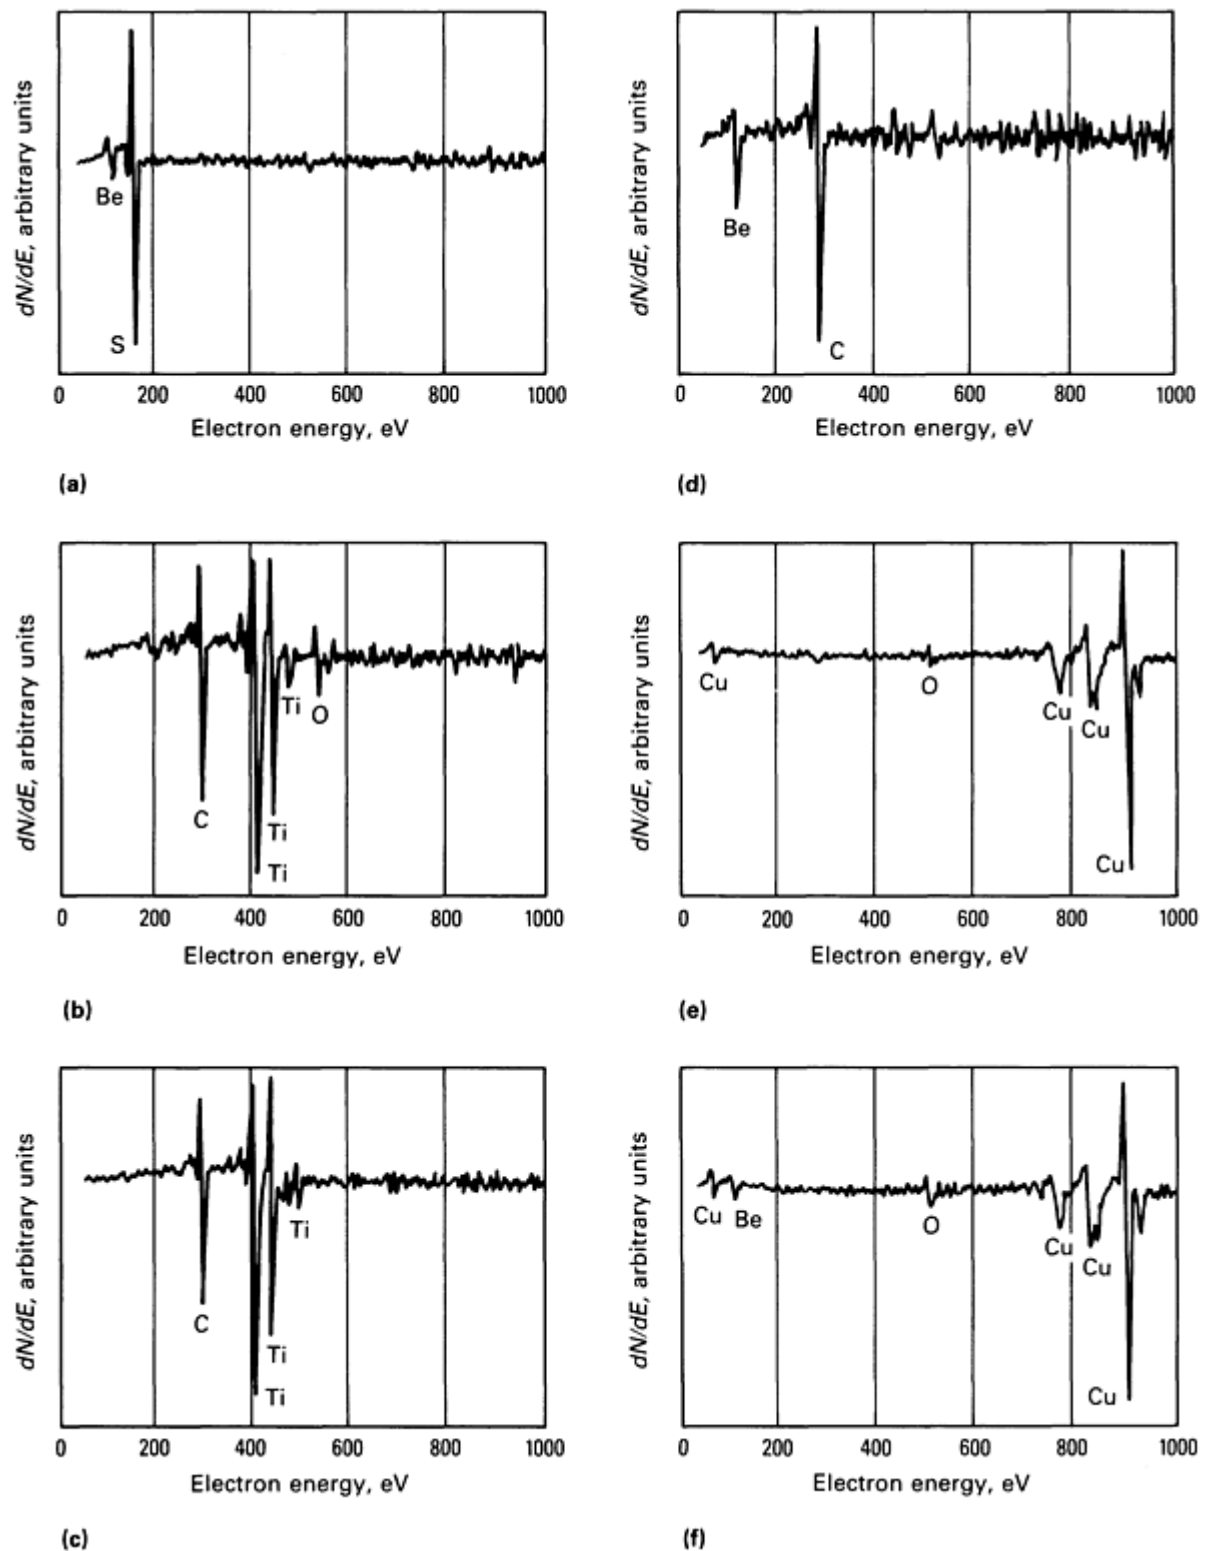 dN/dE, arbitrary units
Be
S
0 200 400 600 800 1000
Electron energy, eV
(a)
dN/dE, arbitrary units
Be
C
0 200 400 600 800 1000
Electron energy, eV
(d)
dN/dE, arbitrary units
Ti O
C
Ti
Ti
0 200 400 600 800 1000
Electron energy, eV
(b)
dN/dE, arbitrary units
Cu O
Cu Cu
Cu
0 200 400 600 800 1000
Electron energy, eV
(e)
dN/dE, arbitrary units
Ti
C
Ti
Ti
0 200 400 600 800 1000
Electron energy, eV
(c)
dN/dE, arbitrary units
Cu Be O
Cu Cu
Cu
0 200 400 600 800 1000
Electron energy, eV
(f)